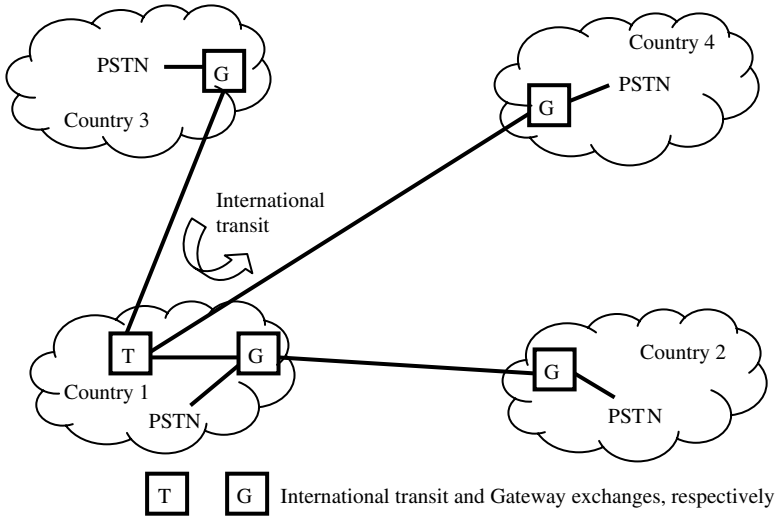 Country 4
PSTN
G
PSTN
G
Country 3
International
transit
T
G
Country 2
G
Country 1
PSTN
PSTN
T
G
International transit and Gateway exchanges, respectively